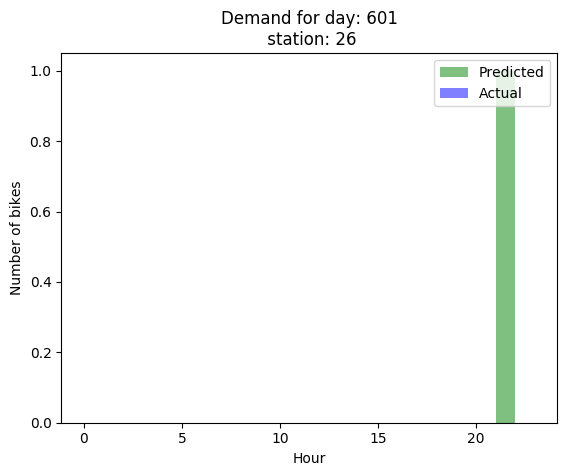 Demand for day: 601
station: 26
Predicted
Actual
Number of bikes
1.0
0.8
0.6
0.4
0.2
0.0
0
5
10
15
20
Hour